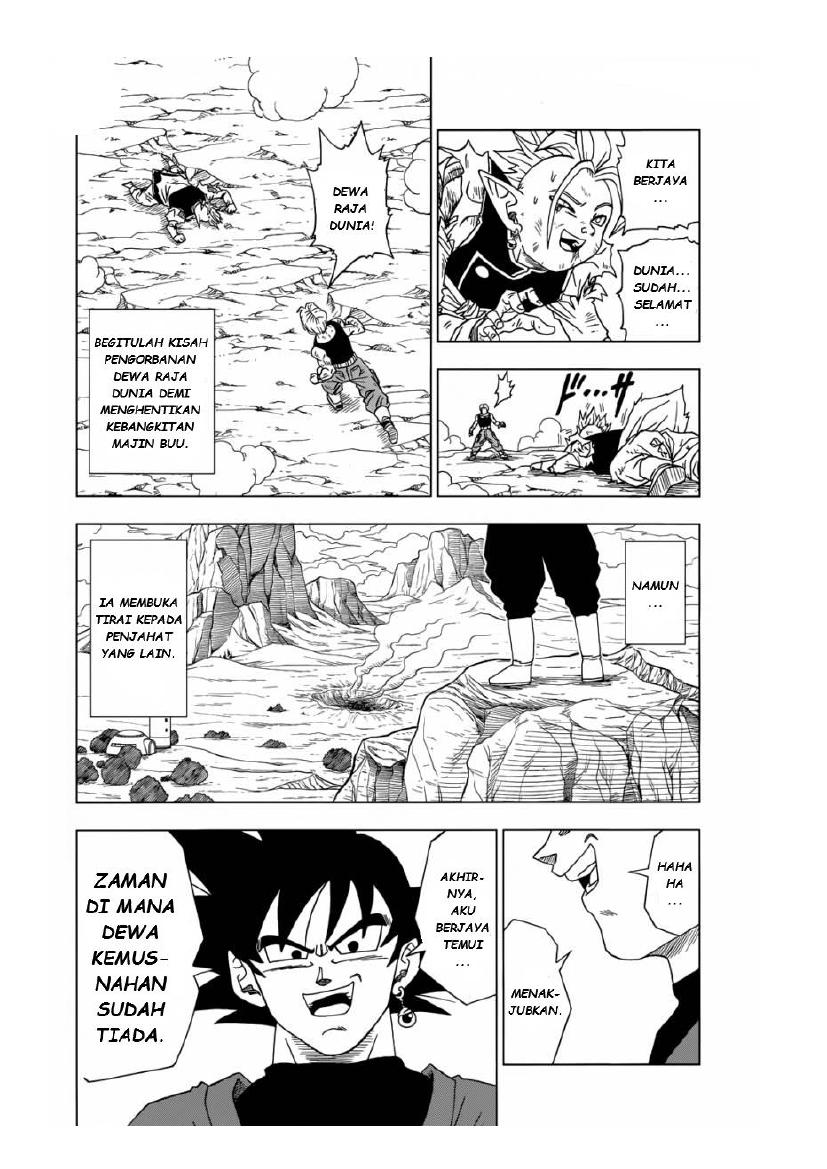 KITA
BERJAYA
...
DUNIA...
SUDAH...
SELAMAT
...
ド...サ
DEWA
RAJA
DUNIA!
BEGITULAH KISAH
PENGORBANAN
DEWA RAJA
DUNIA DEMI
MENGHENTIKAN
KEBANGKITAN
MAJIN BUU.
NAMUN
...
IA MEMBUKA
TIRAI KEPADA
PENJAHAT
YANG LAIN.
HAHA
HA
...
MENAK-
JUBKAN.
AKHIR-
NYA,
AKU
BERJAYA
TEMUI
...
ZAMAN
DI MANA
DEWA
KEMUS-
NAHAN
SUDAH
TIADA.